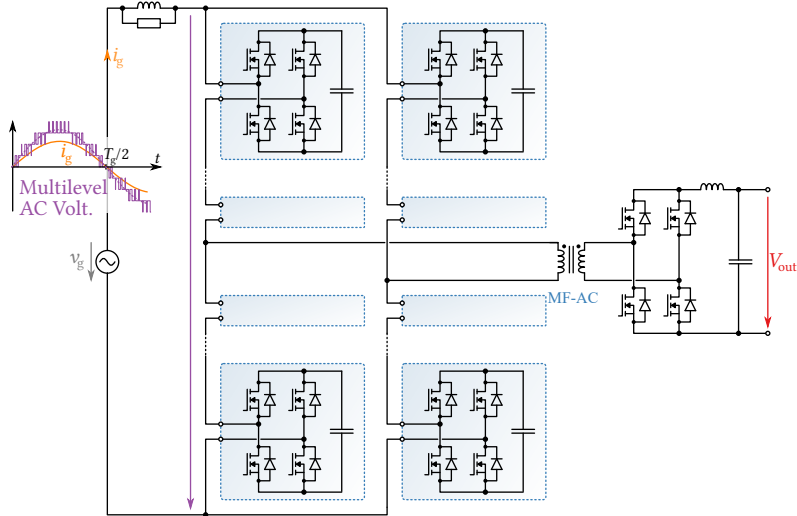 i_g
T_g/2
t
i_g
Multilevel
AC Volt.
v_g
V_out
MF-AC